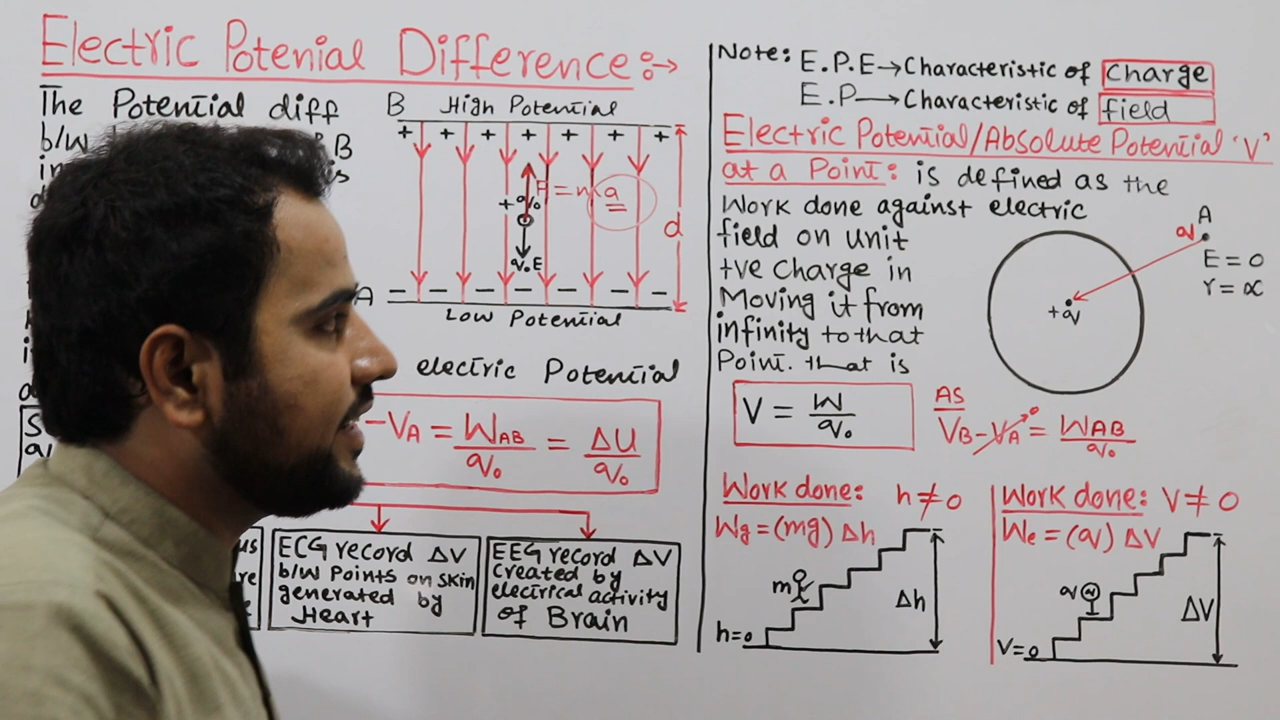 Electric Potenial Difference:→
The Potential diff
b/w B
in is
B High Potential
+ + + + + + +
F = ma
+q₀
q₀E
d
A
Low Potential
electric Potential
-VA = WAB/q₀ = ΔU/q₀
ECG record ΔV
b/w Points on skin
generated by
Heart
EEG record ΔV
created by
electrical activity
of Brain
Note: E.P.E→Characteristic of charge
E.P→Characteristic of field
Electric Potential/Absolute Potential 'V'
at a Point: is defined as the
Work done against electric
field on unit
+ve Charge in
Moving it from
infinity to that
Point. that is
A
q
E = 0
r = ∝
+q
V = W/q₀
AS
VB-VA° = WAB/q₀
Work done: h≠0
Wg=(mg) Δh
m
Δh
h=0
Work done: V≠0
We=(q) ΔV
q
ΔV
V=0